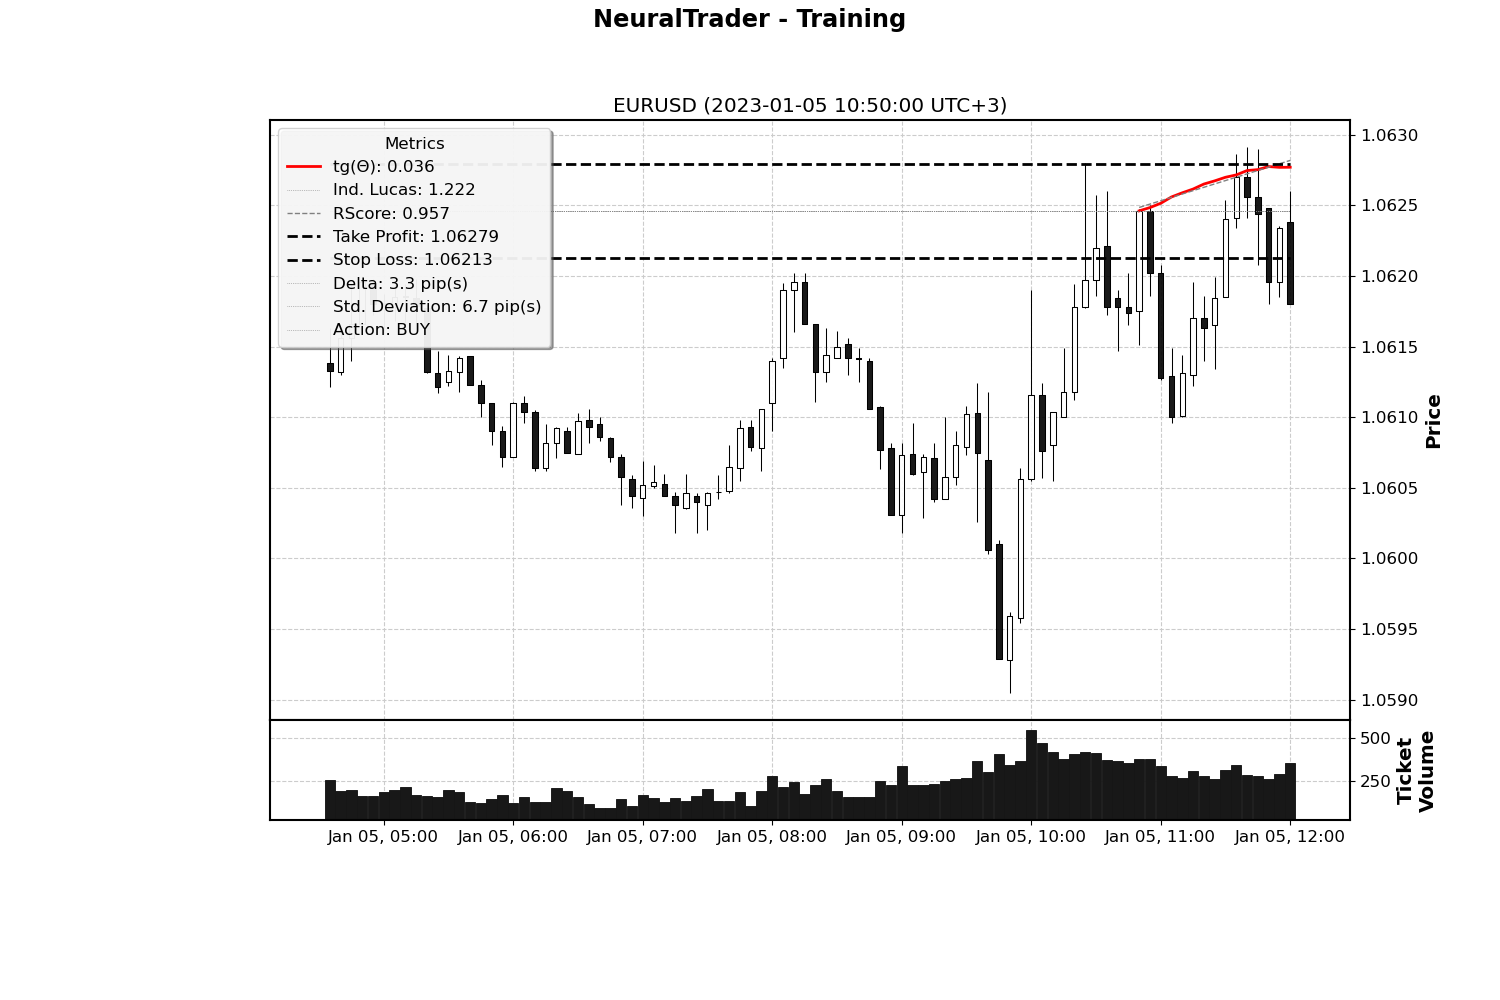 NeuralTrader - Training
EURUSD (2023-01-05 10:50:00 UTC+3)
Metrics
tg(Θ): 0.036
Ind. Lucas: 1.222
RScore: 0.957
Take Profit: 1.06279
Stop Loss: 1.06213
Delta: 3.3 pip(s)
Std. Deviation: 6.7 pip(s)
Action: BUY
1.0630
1.0625
1.0620
1.0615
1.0610
1.0605
1.0600
1.0595
1.0590
Price
500
250
Ticket
Volume
Jan 05, 05:00
Jan 05, 06:00
Jan 05, 07:00
Jan 05, 08:00
Jan 05, 09:00
Jan 05, 10:00
Jan 05, 11:00
Jan 05, 12:00